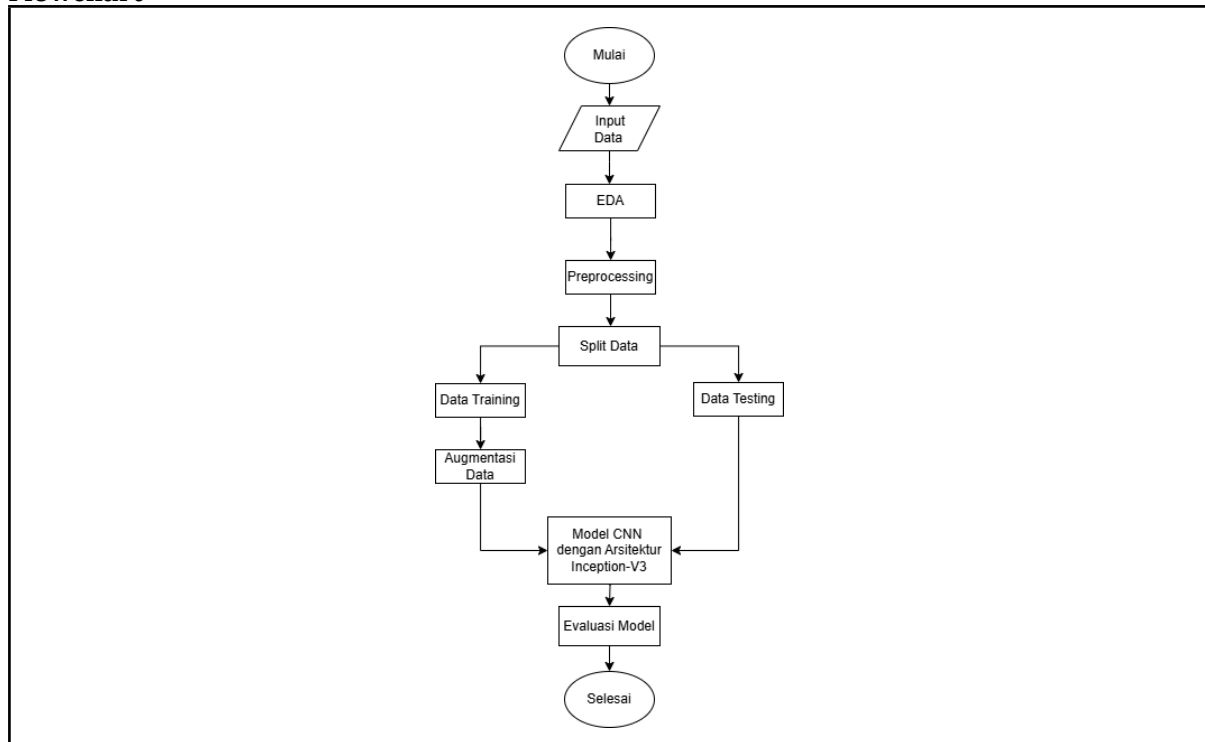 Mulai
Input
Data
EDA
Preprocessing
Split Data
Data Training
Data Testing
Augmentasi
Data
Model CNN
dengan Arsitektur
Inception-V3
Evaluasi Model
Selesai